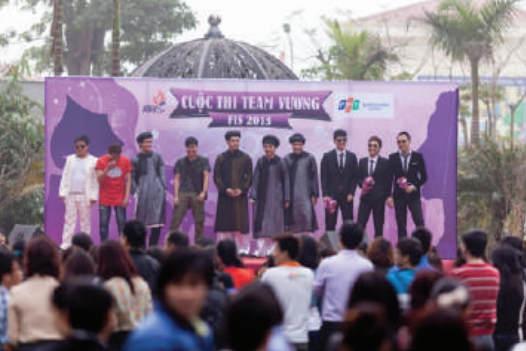 CUỘC THI TEAM VƯƠNG
FIS 2013
FPT